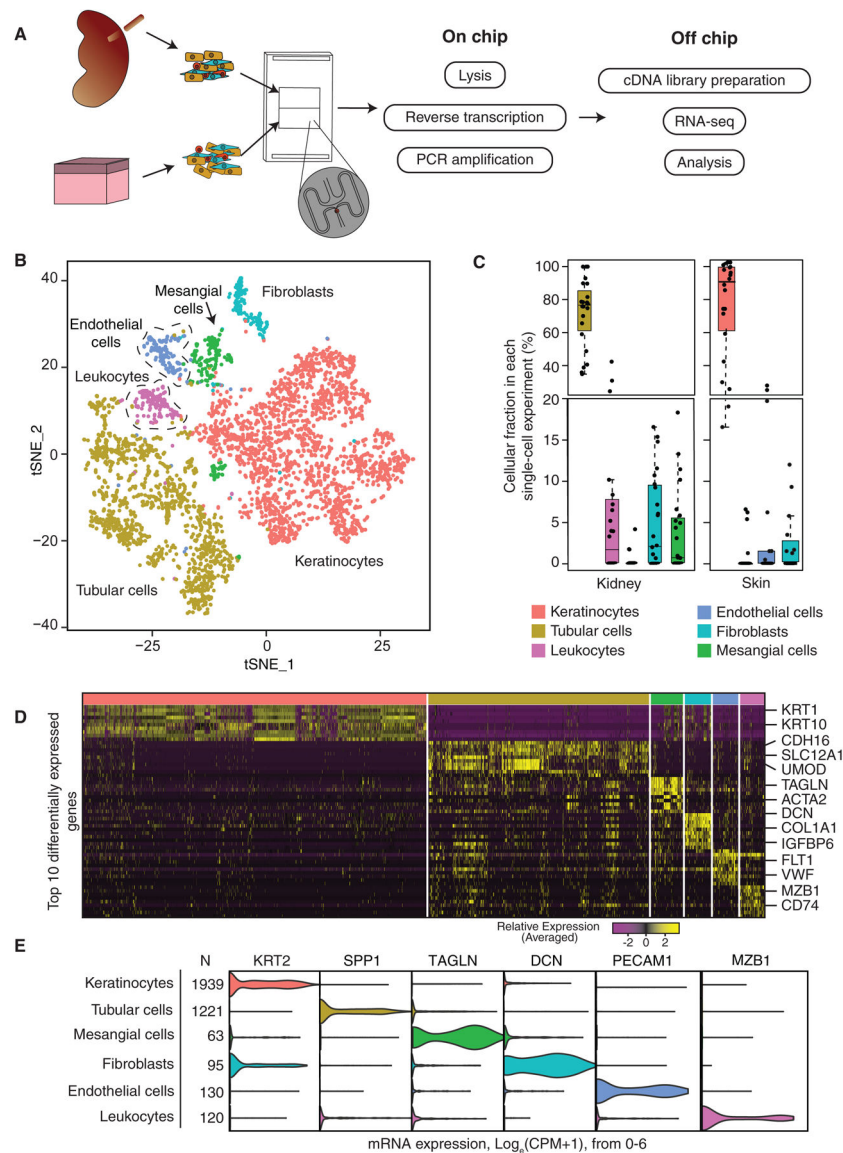 A
On chip
Off chip
Lysis
cDNA library preparation
Reverse transcription
RNA-seq
PCR amplification
Analysis
B
40
20
0
−20
−40
−25
0
25
tSNE_2
tSNE_1
Mesangial
cells
Fibroblasts
Endothelial
cells
Leukocytes
Keratinocytes
Tubular cells
C
Cellular fraction in each
single-cell experiment (%)
100
80
60
40
20
20
15
10
5
0
Kidney
Skin
Keratinocytes
Endothelial cells
Tubular cells
Fibroblasts
Leukocytes
Mesangial cells
D
Top 10 differentially expressed
genes
KRT1
KRT10
CDH16
SLC12A1
UMOD
TAGLN
ACTA2
DCN
COL1A1
IGFBP6
FLT1
VWF
MZB1
CD74
Relative Expression
(Averaged)
-2 0 2
E
N KRT2 SPP1 TAGLN DCN PECAM1 MZB1
Keratinocytes 1939
Tubular cells 1221
Mesangial cells 63
Fibroblasts 95
Endothelial cells 130
Leukocytes 120
mRNA expression, Logₑ(CPM+1), from 0-6